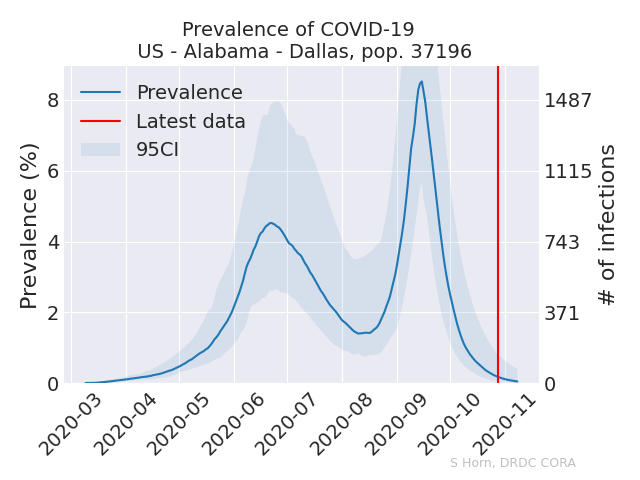 Prevalence of COVID-19
US - Alabama - Dallas, pop. 37196
Prevalence
Latest data
95CI
Prevalence (%)
8
6
4
2
0
1487
1115
743
371
0
# of infections
2020-03
2020-04
2020-05
2020-06
2020-07
2020-08
2020-09
2020-10
2020-11
S Horn, DRDC CORA